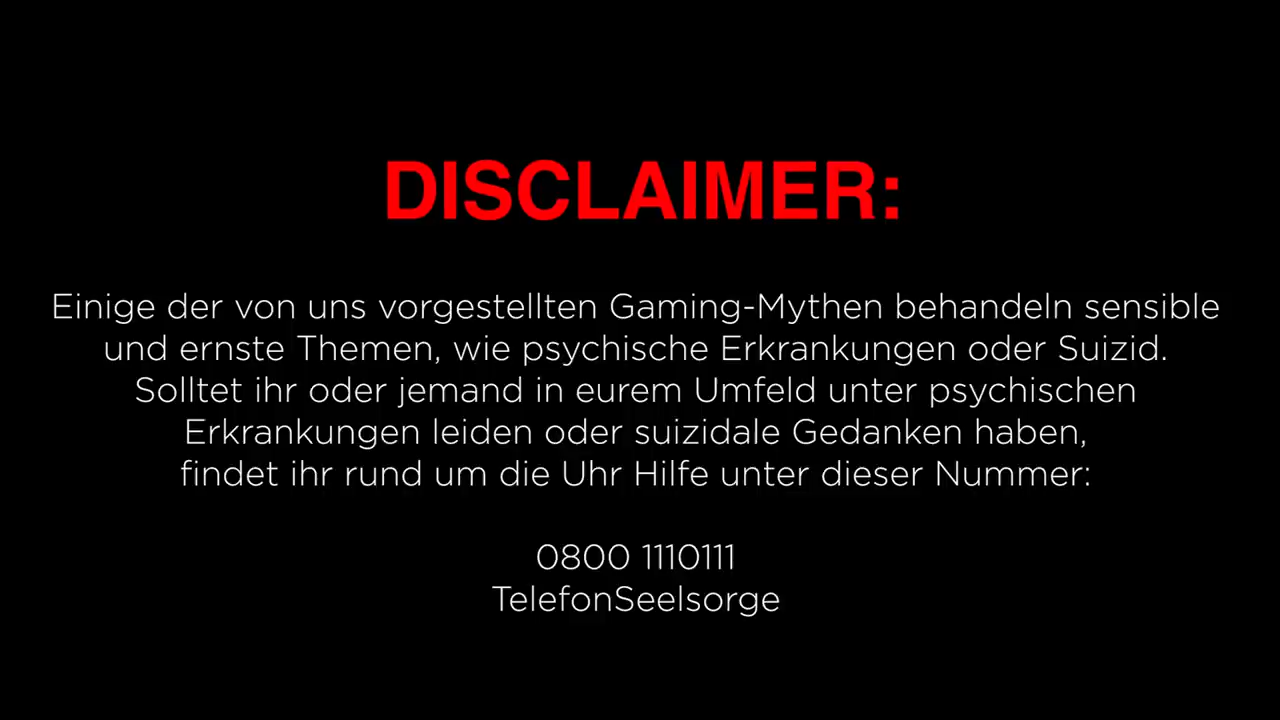 DISCLAIMER:
Einige der von uns vorgestellten Gaming-Mythen behandeln sensible
und ernste Themen, wie psychische Erkrankungen oder Suizid.
Solltet ihr oder jemand in eurem Umfeld unter psychischen
Erkrankungen leiden oder suizidale Gedanken haben,
findet ihr rund um die Uhr Hilfe unter dieser Nummer:
0800 1110111
TelefonSeelsorge